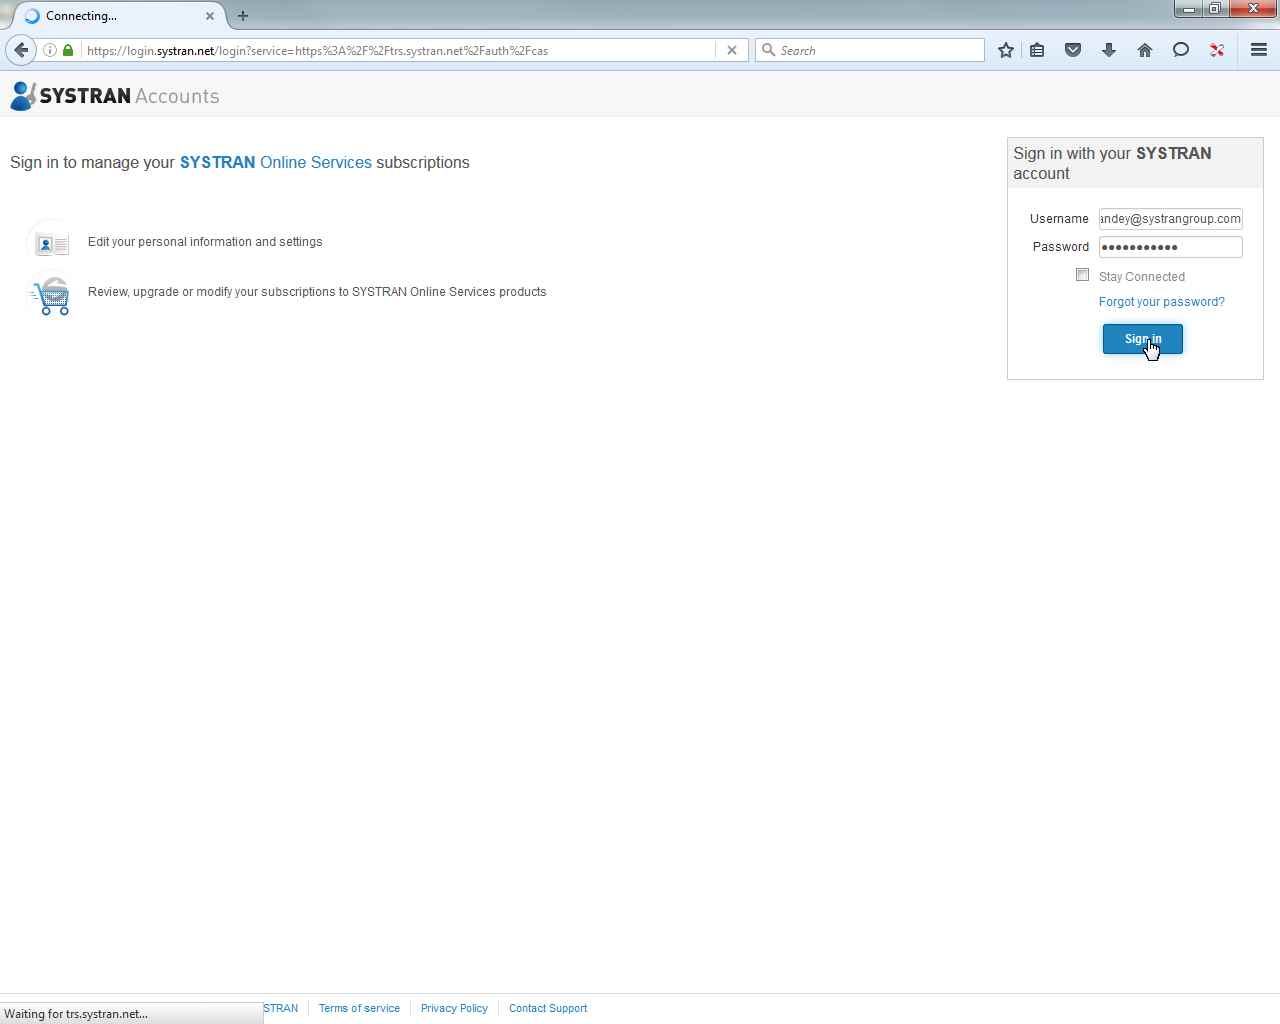 Connecting...
https://login.systran.net/login?service=https%3A%2F%2Ftrs.systran.net%2Fauth%2Fcas
Search
SYSTRAN Accounts
Sign in to manage your SYSTRAN Online Services subscriptions
Edit your personal information and settings
Review, upgrade or modify your subscriptions to SYSTRAN Online Services products
Sign in with your SYSTRAN
account
Username andey@systrangroup.com
Password
Stay Connected
Forgot your password?
Sign in
STRAN Terms of service Privacy Policy Contact Support
Waiting for trs.systran.net...